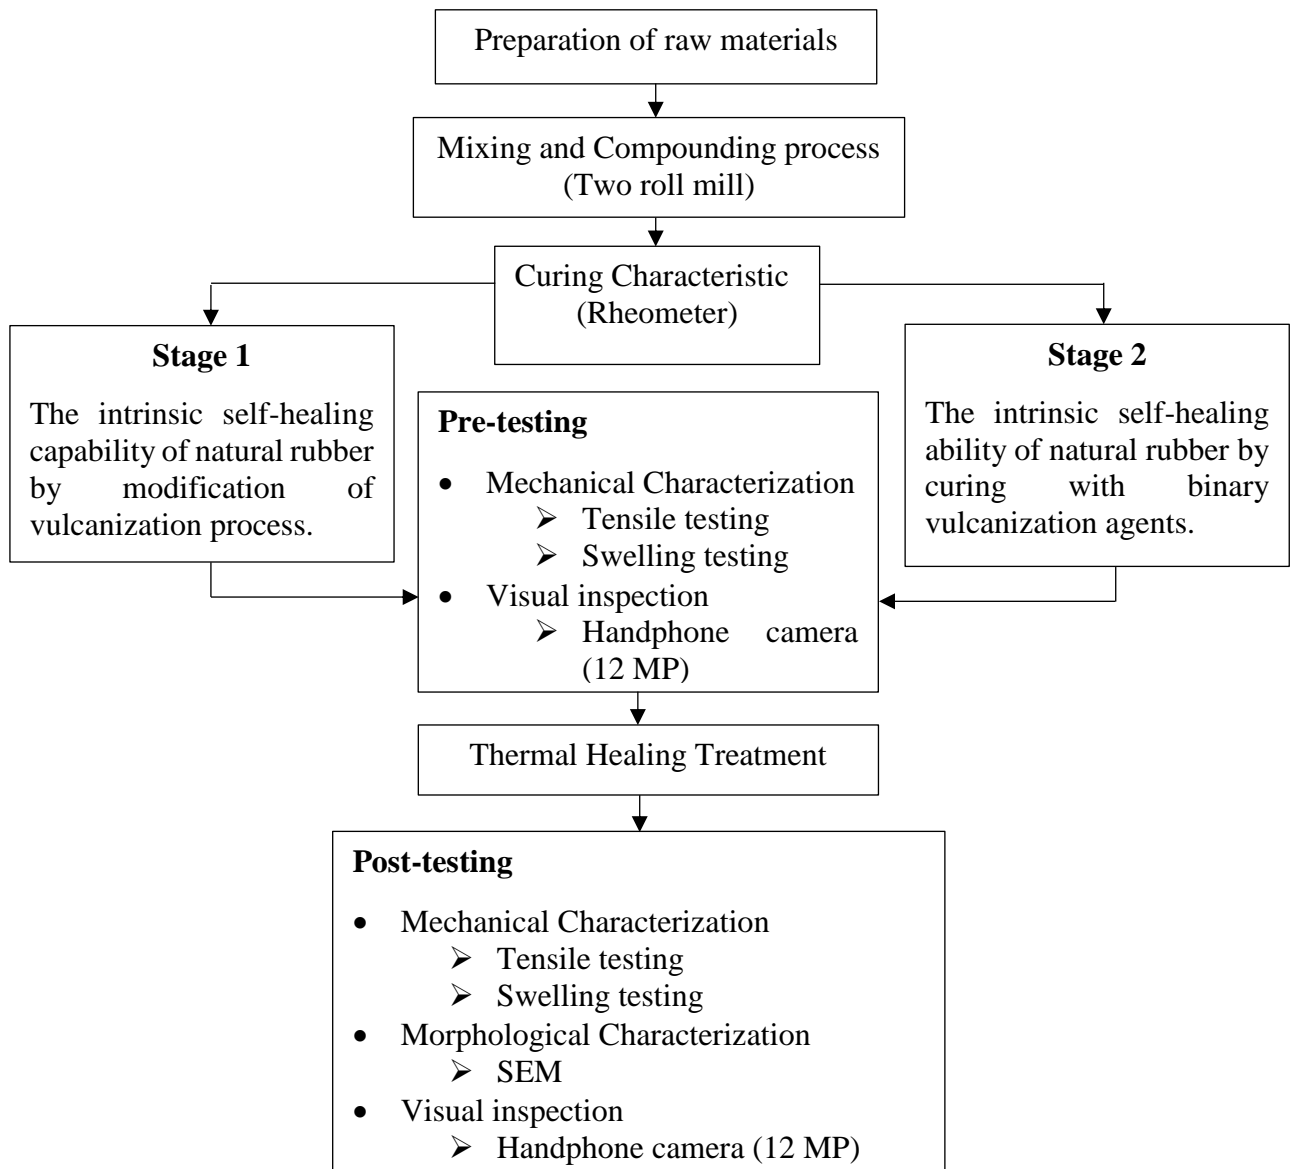 Preparation of raw materials
Mixing and Compounding process
(Two roll mill)
Curing Characteristic
(Rheometer)
Stage 1
The intrinsic self-healing
capability of natural rubber
by modification of
vulcanization process.
Stage 2
The intrinsic self-healing
ability of natural rubber by
curing with binary
vulcanization agents.
Pre-testing
• Mechanical Characterization
➢ Tensile testing
➢ Swelling testing
• Visual inspection
➢ Handphone camera
(12 MP)
Thermal Healing Treatment
Post-testing
• Mechanical Characterization
➢ Tensile testing
➢ Swelling testing
• Morphological Characterization
➢ SEM
• Visual inspection
➢ Handphone camera (12 MP)